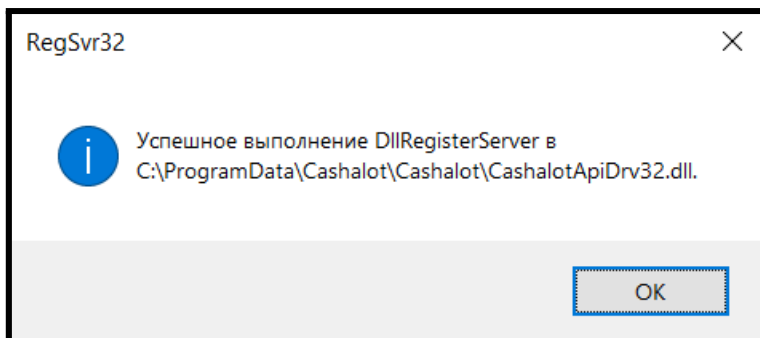 RegSvr32
Успешное выполнение DllRegisterServer в
C:\ProgramData\Cashalot\Cashalot\CashalotApiDrv32.dll.
OK